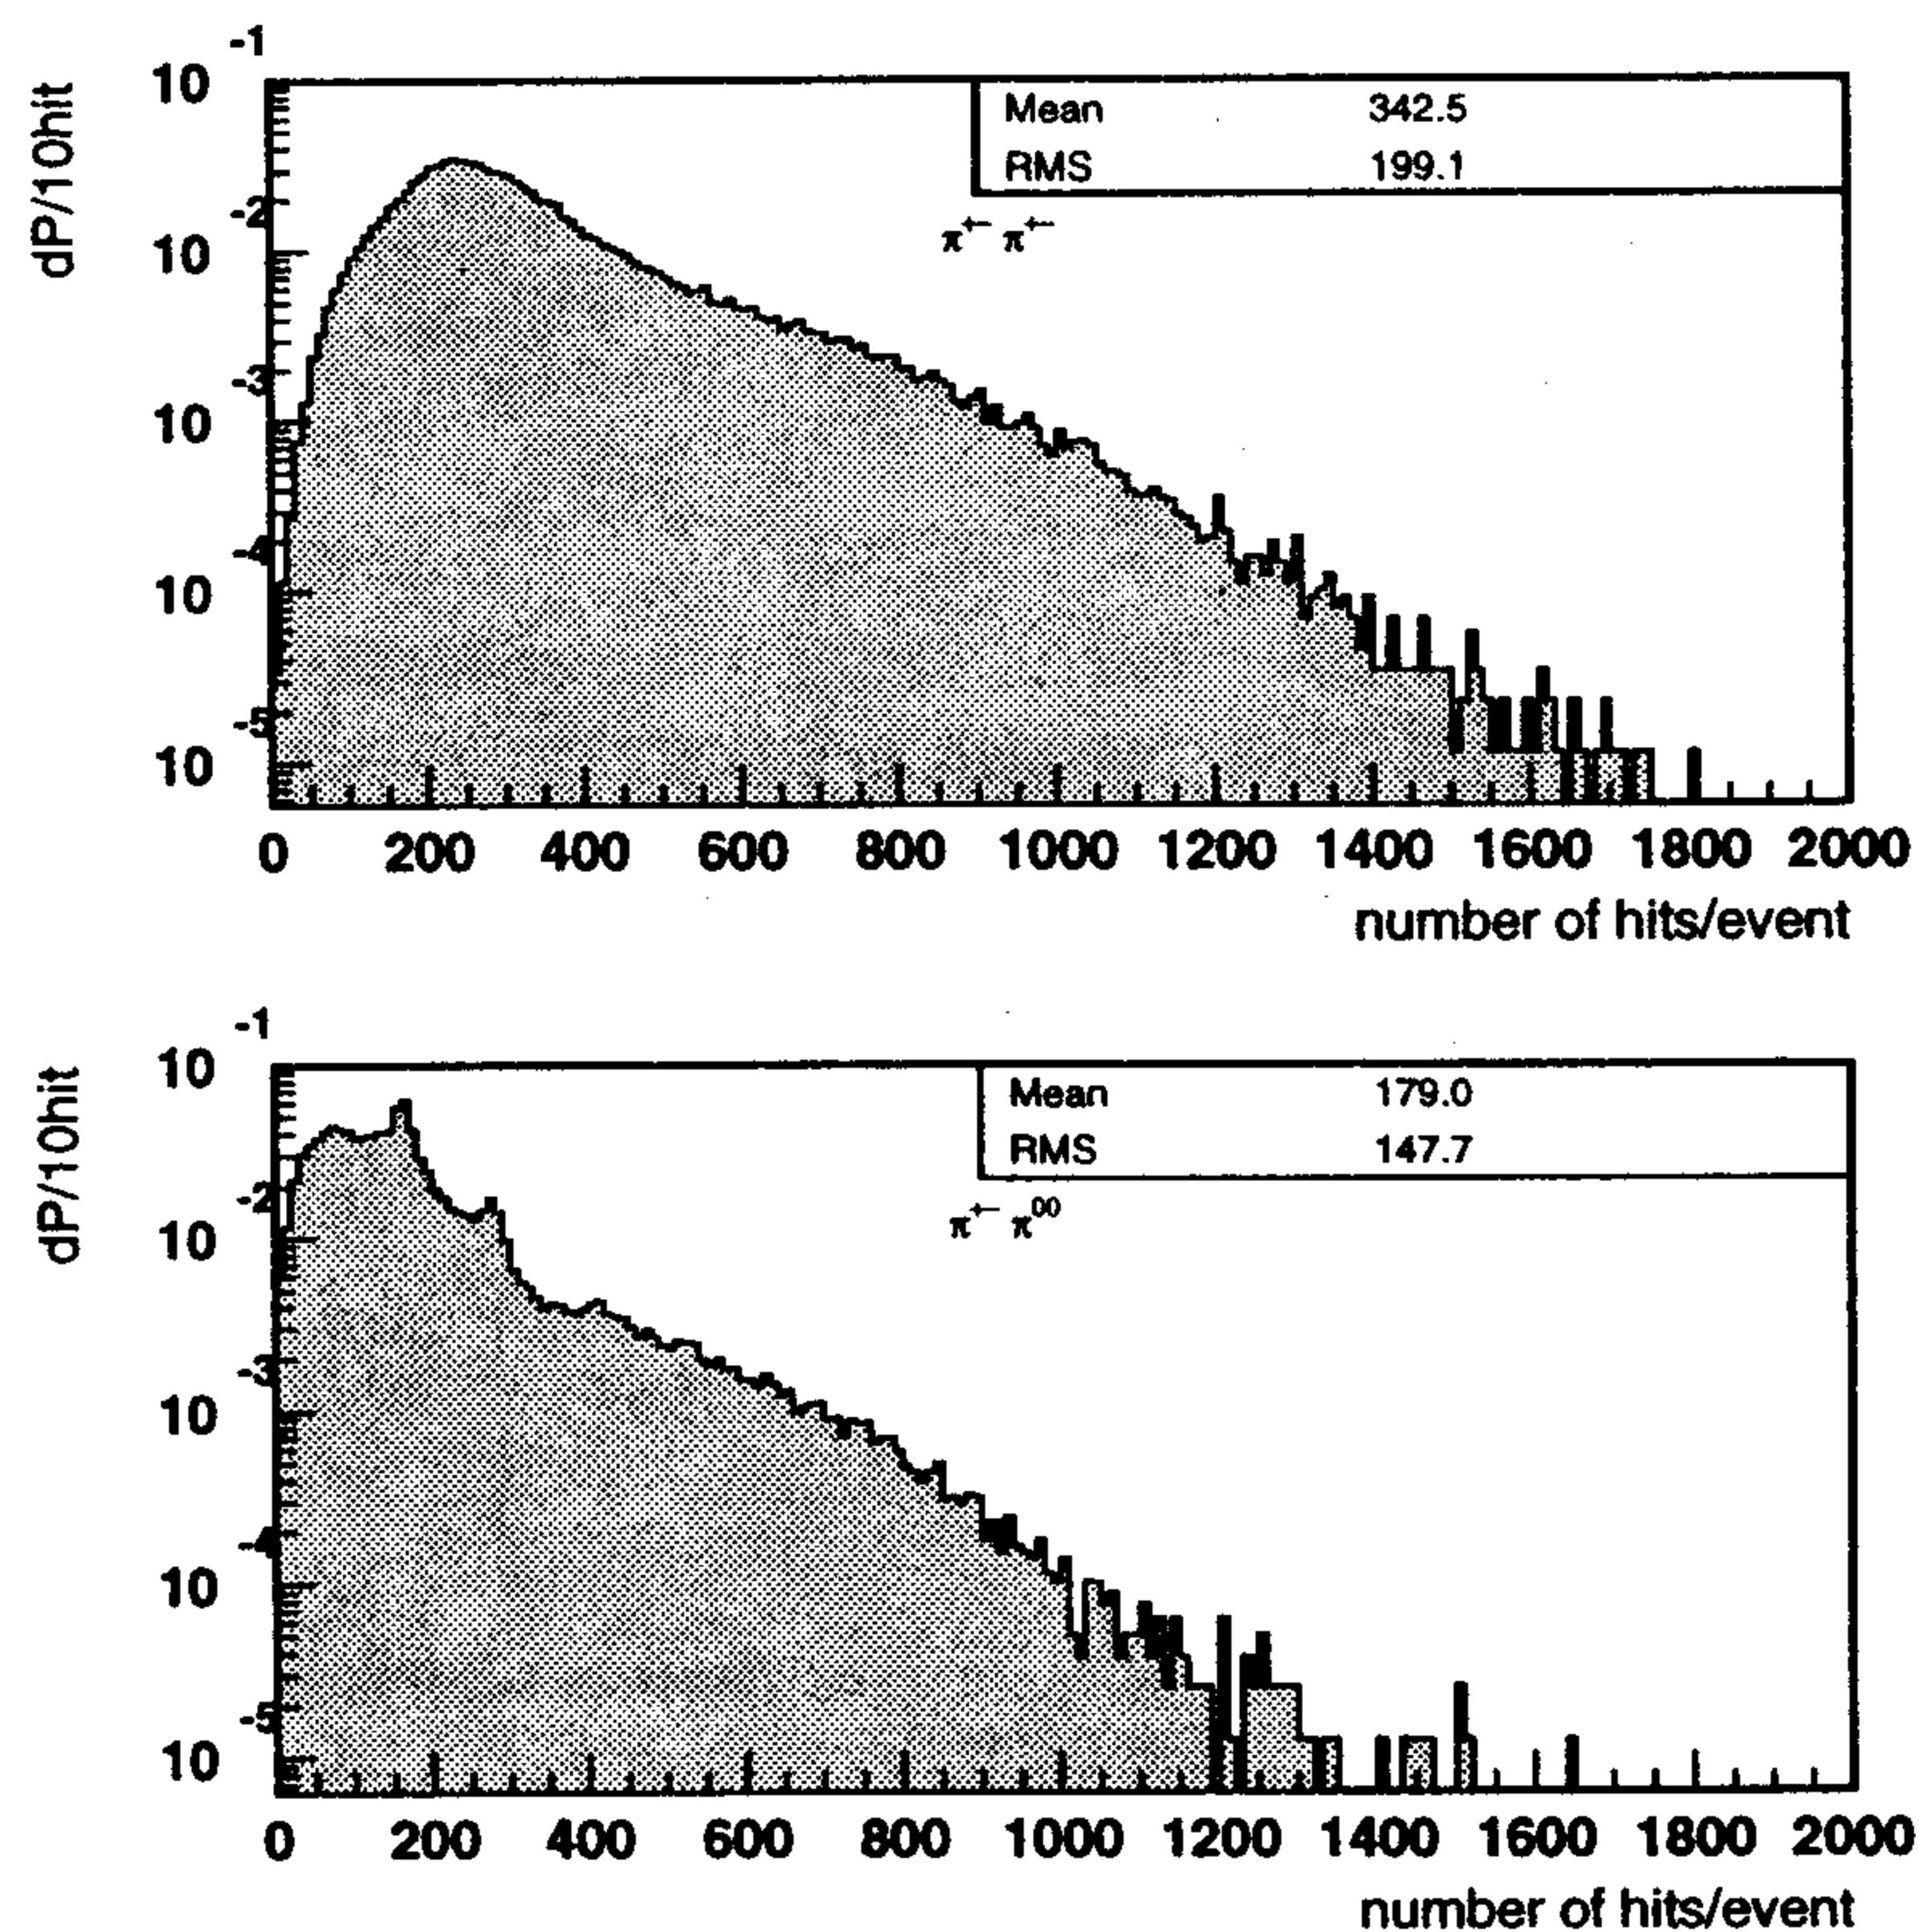 dP/10hit
10⁻¹
Mean 342.5
RMS 199.1
π⁺⁻ π⁺⁻
10⁻²
10⁻³
10⁻⁴
10⁻⁵
0 200 400 600 800 1000 1200 1400 1600 1800 2000
number of hits/event
dP/10hit
10⁻¹
Mean 179.0
RMS 147.7
π⁺⁻ π⁰⁰
10⁻²
10⁻³
10⁻⁴
10⁻⁵
0 200 400 600 800 1000 1200 1400 1600 1800 2000
number of hits/event